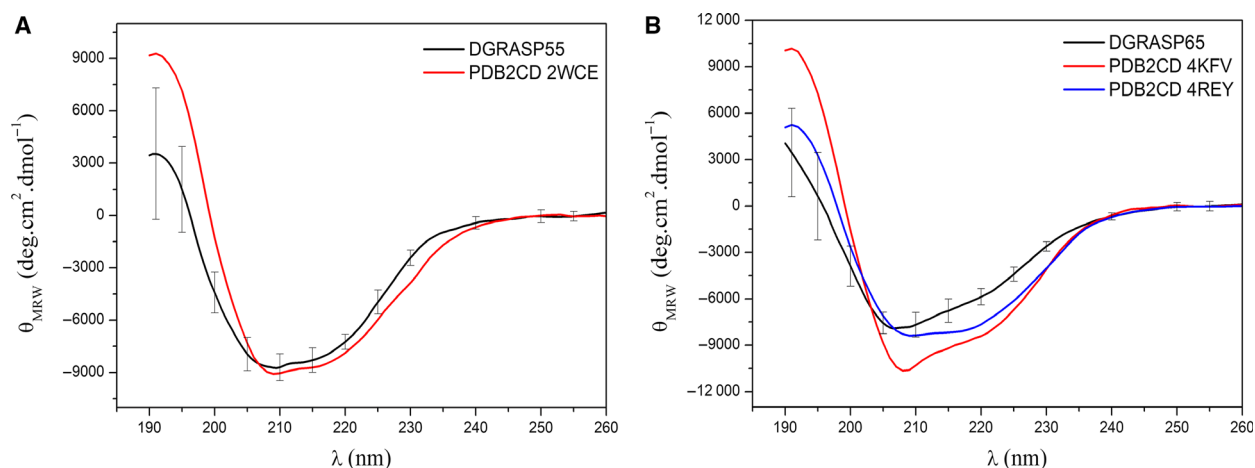 A
DGRASP55
PDB2CD 2WCE
9000
6000
3000
0
−3000
−6000
−9000
θMRW (deg.cm².dmol⁻¹)
190 200 210 220 230 240 250 260
λ (nm)
B
DGRASP65
PDB2CD 4KFV
PDB2CD 4REY
12 000
9000
6000
3000
0
−3000
−6000
−9000
−12 000
θMRW (deg.cm².dmol⁻¹)
190 200 210 220 230 240 250 260
λ (nm)